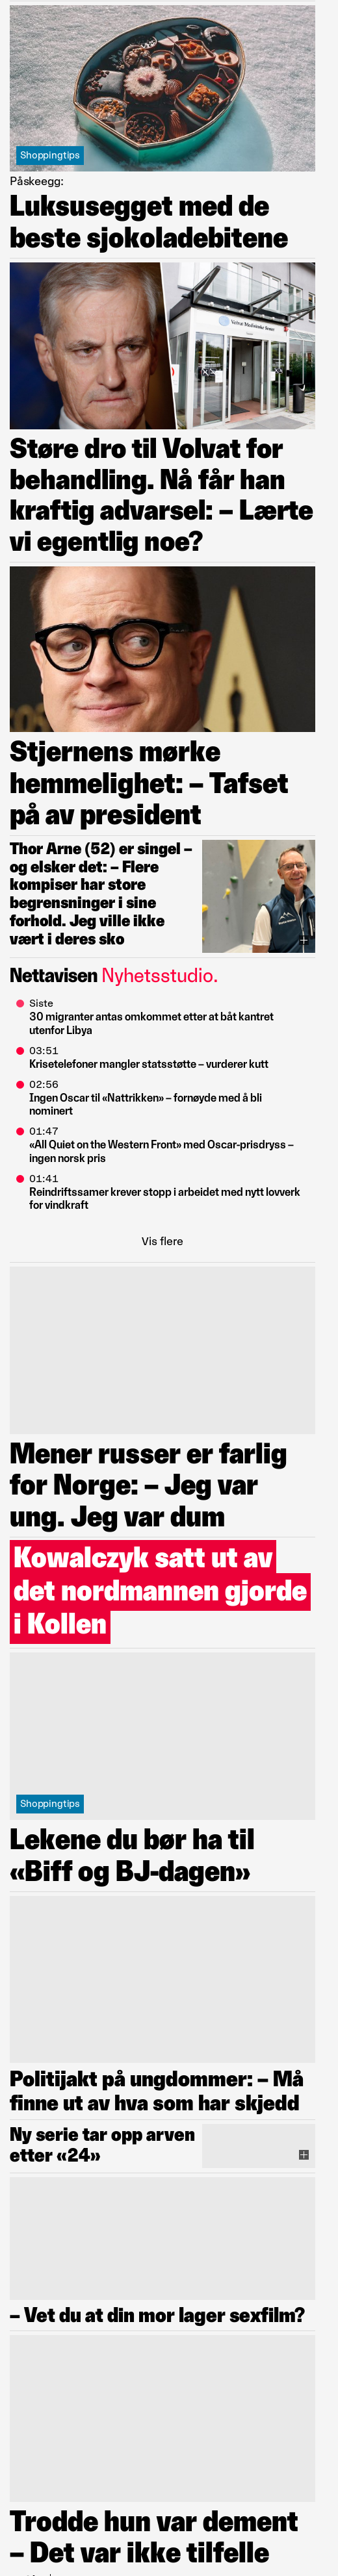 Shoppingtips
Påskeegg:
Luksusegget med de
beste sjokoladebitene
Velvat Medisinske Senter
Støre dro til Volvat for
behandling. Nå får han
kraftig advarsel: – Lærte
vi egentlig noe?
Stjernens mørke
hemmelighet: – Tafset
på av president
Thor Arne (52) er singel –
og elsker det: – Flere
kompiser har store
begrensninger i sine
forhold. Jeg ville ikke
vært i deres sko
Nettavisen Nyhetsstudio.
Siste
30 migranter antas omkommet etter at båt kantret
utenfor Libya
03:51
Krisetelefoner mangler statsstøtte – vurderer kutt
02:56
Ingen Oscar til «Nattrikken» – fornøyde med å bli
nominert
01:47
«All Quiet on the Western Front» med Oscar-prisdryss –
ingen norsk pris
01:41
Reindriftssamer krever stopp i arbeidet med nytt lovverk
for vindkraft
Vis flere
Mener russer er farlig
for Norge: – Jeg var
ung. Jeg var dum
Kowalczyk satt ut av
det nordmannen gjorde
i Kollen
Shoppingtips
Lekene du bør ha til
«Biff og BJ-dagen»
Politijakt på ungdommer: – Må
finne ut av hva som har skjedd
Ny serie tar opp arven
etter «24»
– Vet du at din mor lager sexfilm?
Trodde hun var dement
– Det var ikke tilfelle